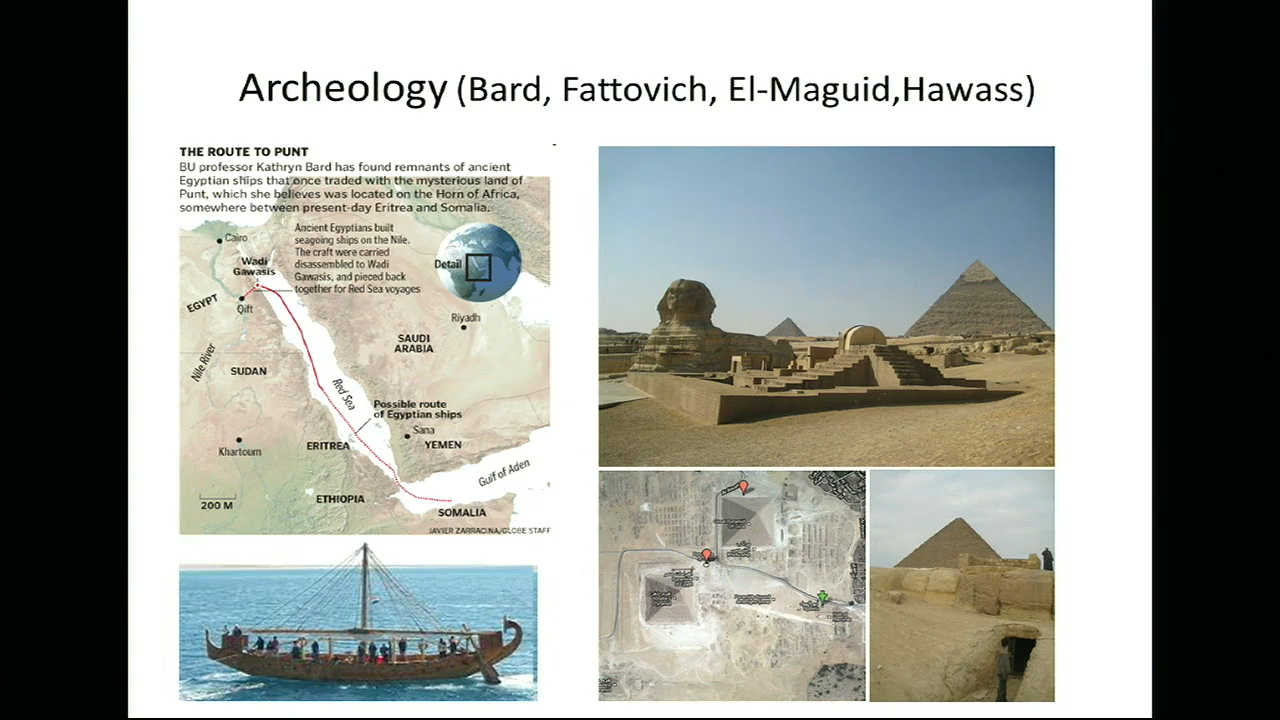 Archeology (Bard, Fattovich, El-Maguid,Hawass)
THE ROUTE TO PUNT
BU professor Kathryn Bard has found remnants of ancient
Egyptian ships that once traded with the mysterious land of
Punt, which she believes was located on the Horn of Africa,
somewhere between present-day Eritrea and Somalia.
Ancient Egyptians built
seagoing ships on the Nile.
The craft were carried
disassembled to Wadi
Gawasis, and pieced back
together for Red Sea voyages
Cairo
Wadi
Gawasis
Detail
EGYPT
Qift
Riyadh
SAUDI
ARABIA
Nile River
SUDAN
Red Sea
Possible route
of Egyptian ships
Sana
YEMEN
ERITREA
Khartoum
Gulf of Aden
ETHIOPIA
200 M
SOMALIA
JAVIER ZARRACINA/GLOBE STAFF